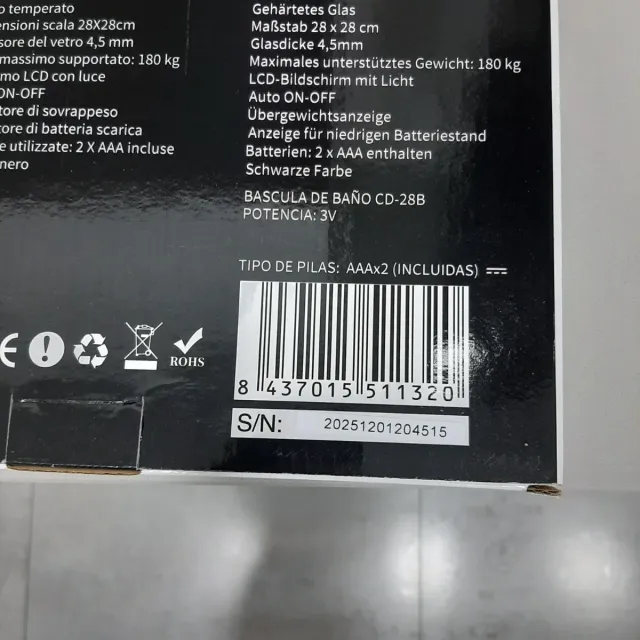 o temperato
ensioni scala 28X28cm
sore del vetro 4,5 mm
massimo supportato: 180 kg
mo LCD con luce
ON-OFF
tore di sovrappeso
tore di batteria scarica
e utilizzate: 2 X AAA incluse
nero
Gehärtetes Glas
Maßstab 28 x 28 cm
Glasdicke 4,5mm
Maximales unterstütztes Gewicht: 180 kg
LCD-Bildschirm mit Licht
Auto ON-OFF
Übergewichtsanzeige
Anzeige für niedrigen Batteriestand
Batterien: 2 x AAA enthalten
Schwarze Farbe
BASCULA DE BAÑO CD-28B
POTENCIA: 3V
TIPO DE PILAS: AAAx2 (INCLUIDAS)
CE
ROHS
8 437015 511320
S/N: 20251201204515